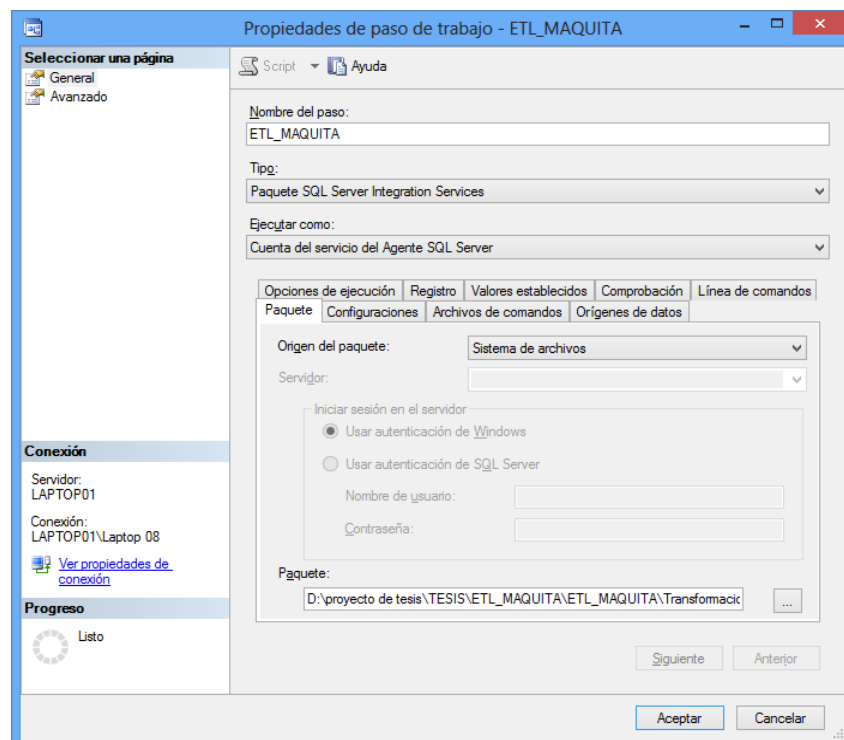 Propiedades de paso de trabajo - ETL_MAQUITA
Seleccionar una página
General
Avanzado
Script
Ayuda
Nombre del paso:
ETL_MAQUITA
Tipo:
Paquete SQL Server Integration Services
Ejecutar como:
Cuenta del servicio del Agente SQL Server
Opciones de ejecución Registro Valores establecidos Comprobación Línea de comandos
Paquete Configuraciones Archivos de comandos Orígenes de datos
Origen del paquete: Sistema de archivos
Servidor:
Iniciar sesión en el servidor
Usar autenticación de Windows
Usar autenticación de SQL Server
Nombre de usuario:
Contraseña:
Paquete:
D:\proyecto de tesis\TESIS\ETL_MAQUITA\ETL_MAQUITA\Transformacic
...
Conexión
Servidor:
LAPTOP01
Conexión:
LAPTOP01\Laptop 08
Ver propiedades de
conexión
Progreso
Listo
Siguiente Anterior
Aceptar Cancelar